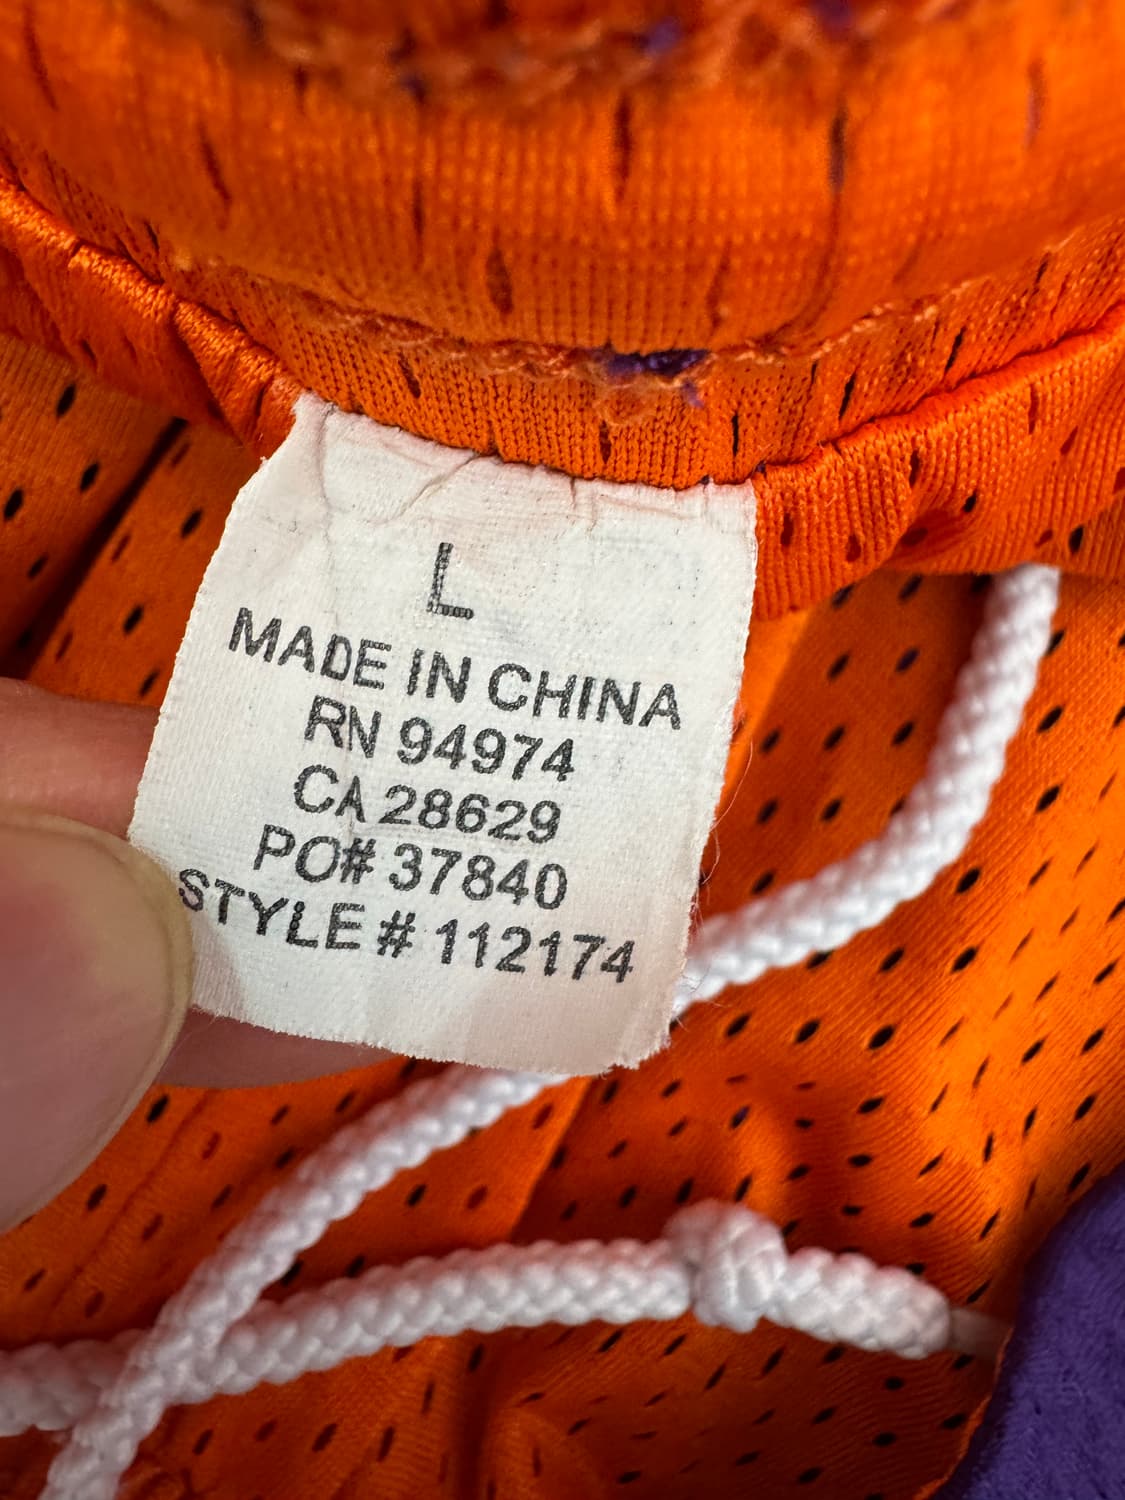 L
MADE IN CHINA
RN 94974
CA 28629
PO# 37840
STYLE # 112174